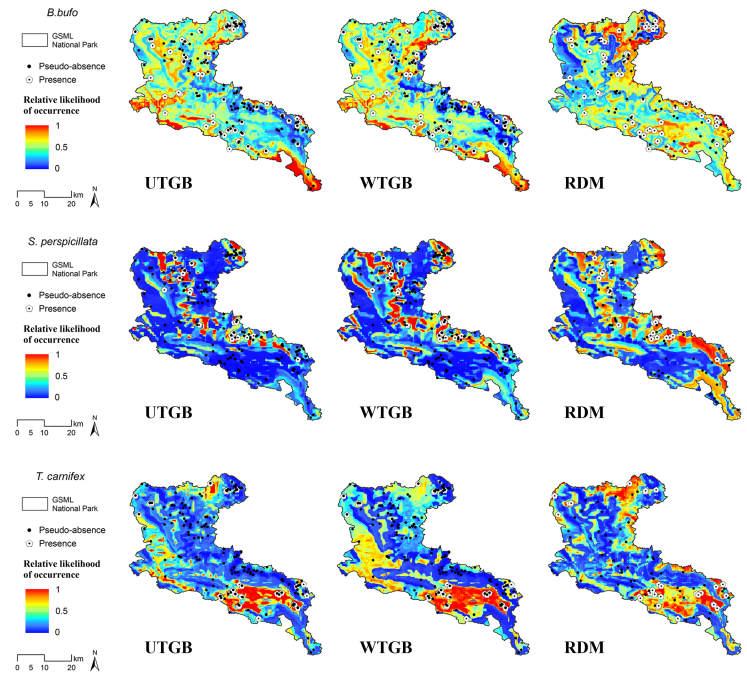 B.bufo
GSML
National Park
Pseudo-absence
Presence
Relative likelihood
of occurrence
1
0.5
0
km
0 5 10 20
N
UTGB
WTGB
RDM
S. perspicillata
GSML
National Park
Pseudo-absence
Presence
Relative likelihood
of occurrence
1
0.5
0
km
0 5 10 20
N
UTGB
WTGB
RDM
T. carnifex
GSML
National Park
Pseudo-absence
Presence
Relative likelihood
of occurrence
1
0.5
0
km
0 5 10 20
N
UTGB
WTGB
RDM